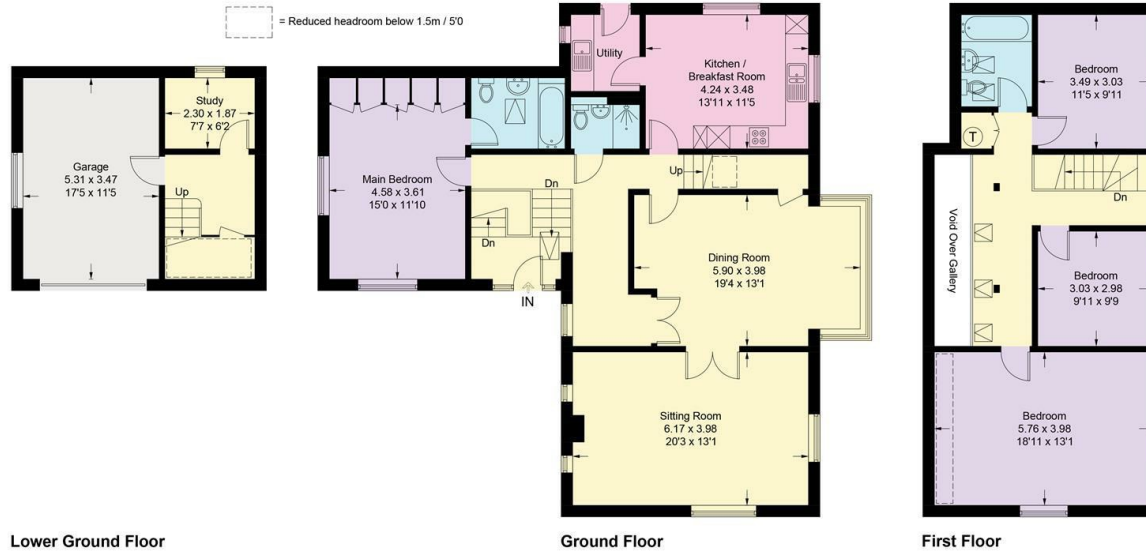 = Reduced headroom below 1.5m / 5'0
Study
2.30 x 1.87
7'7 x 6'2
Garage
5.31 x 3.47
17'5 x 11'5
Up
Lower Ground Floor
Utility
Kitchen /
Breakfast Room
4.24 x 3.48
13'11 x 11'5
Main Bedroom
4.58 x 3.61
15'0 x 11'10
Dn
Dn
Up
IN
Dining Room
5.90 x 3.98
19'4 x 13'1
Sitting Room
6.17 x 3.98
20'3 x 13'1
Ground Floor
Bedroom
3.49 x 3.03
11'5 x 9'11
T
Dn
Void Over Gallery
Bedroom
3.03 x 2.98
9'11 x 9'9
Bedroom
5.76 x 3.98
18'11 x 13'1
First Floor